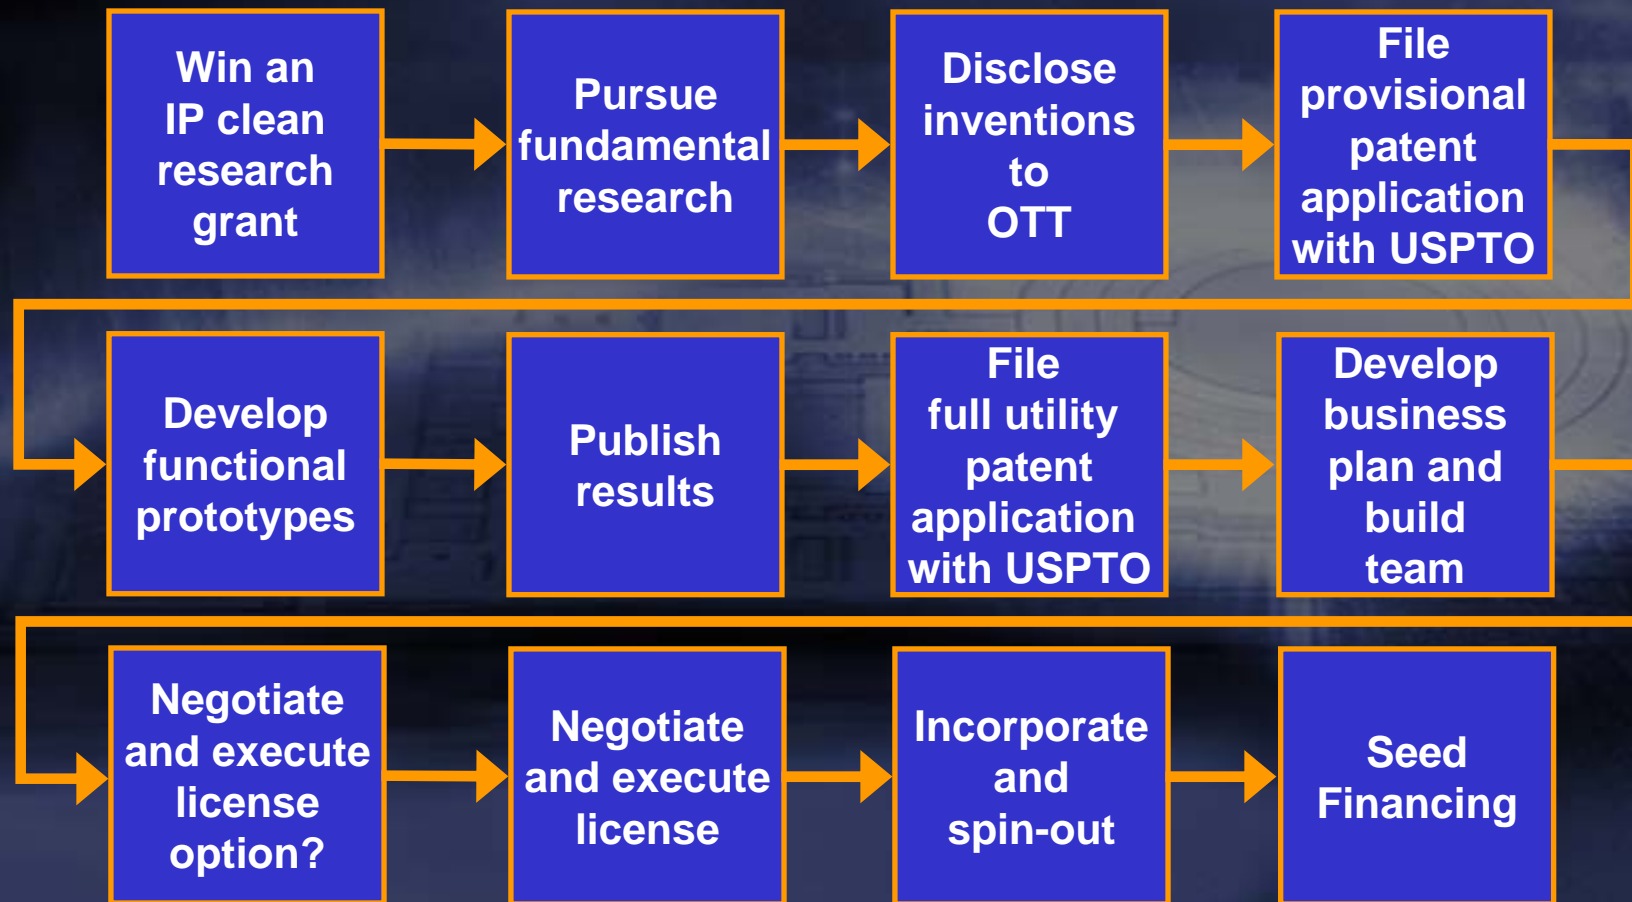 Win an
IP clean
research
grant
Pursue
fundamental
research
Disclose
inventions
to
OTT
File
provisional
patent
application
with USPTO
Develop
functional
prototypes
Publish
results
File
full utility
patent
application
with USPTO
Develop
business
plan and
build
team
Negotiate
and execute
license
option?
Negotiate
and execute
license
Incorporate
and
spin-out
Seed
Financing